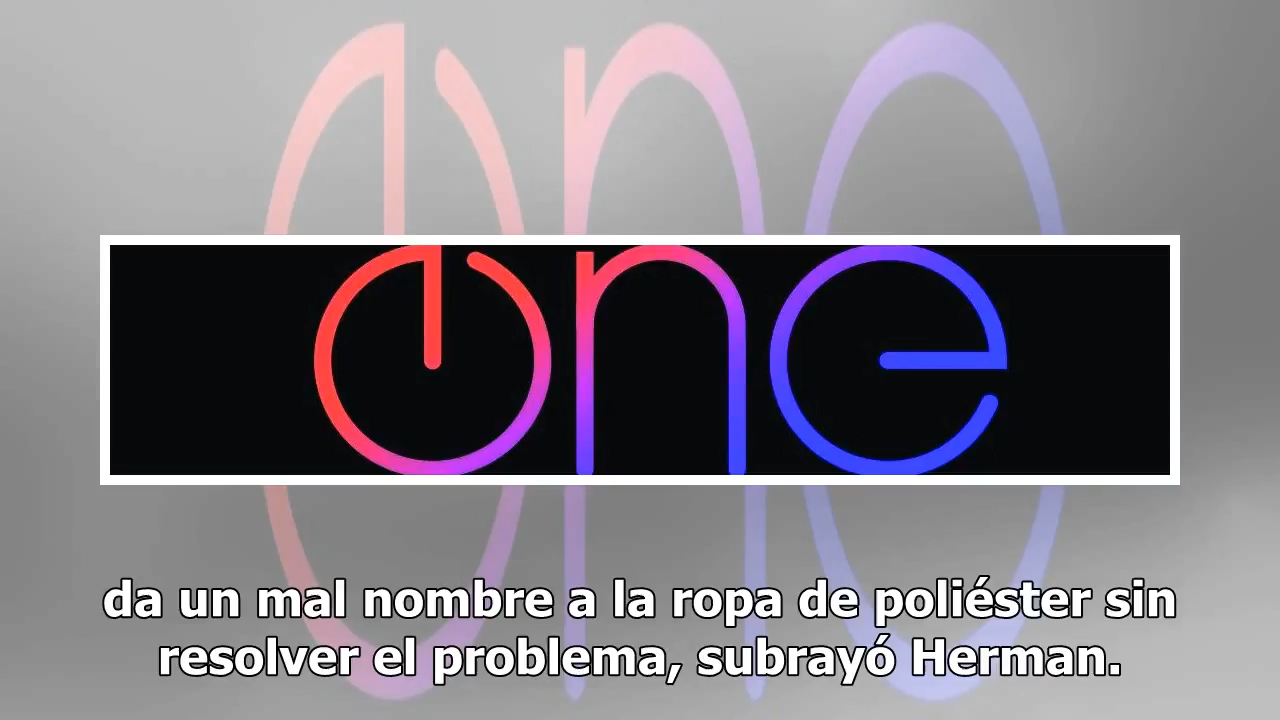 one
da un mal nombre a la ropa de poliéster sin
resolver el problema, subrayó Herman.